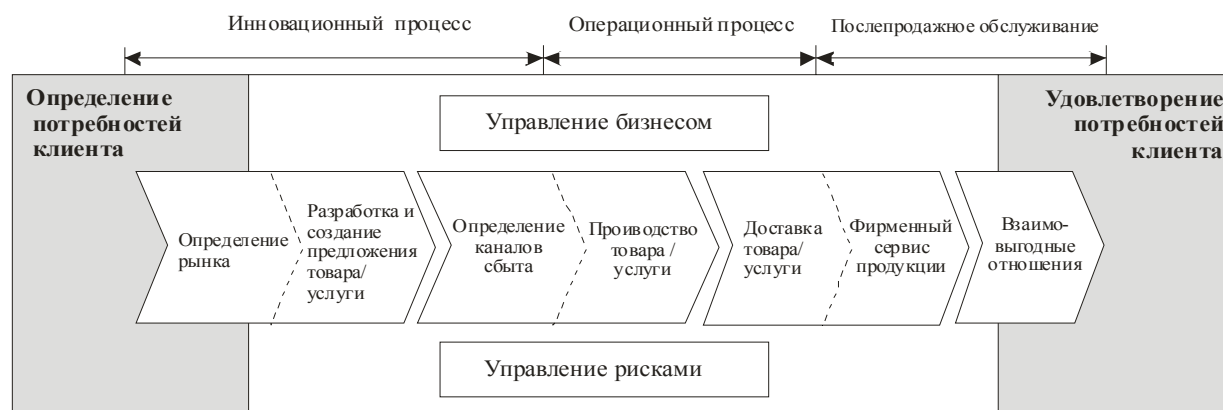 Инновационный процесс
Операционный процесс
Послепродажное обслуживание
Определение
потребностей
клиента
Управление бизнесом
Удовлетворение
потребностей
клиента
Определение
рынка
Разработка и
создание
предложения
товара/
услуги
Определение
каналов
сбыта
Проиводство
товара /
услуги
Доставка
товара/
услуги
Фирменный
сервис
продукции
Взаимо-
выгодные
отношения
Управление рисками